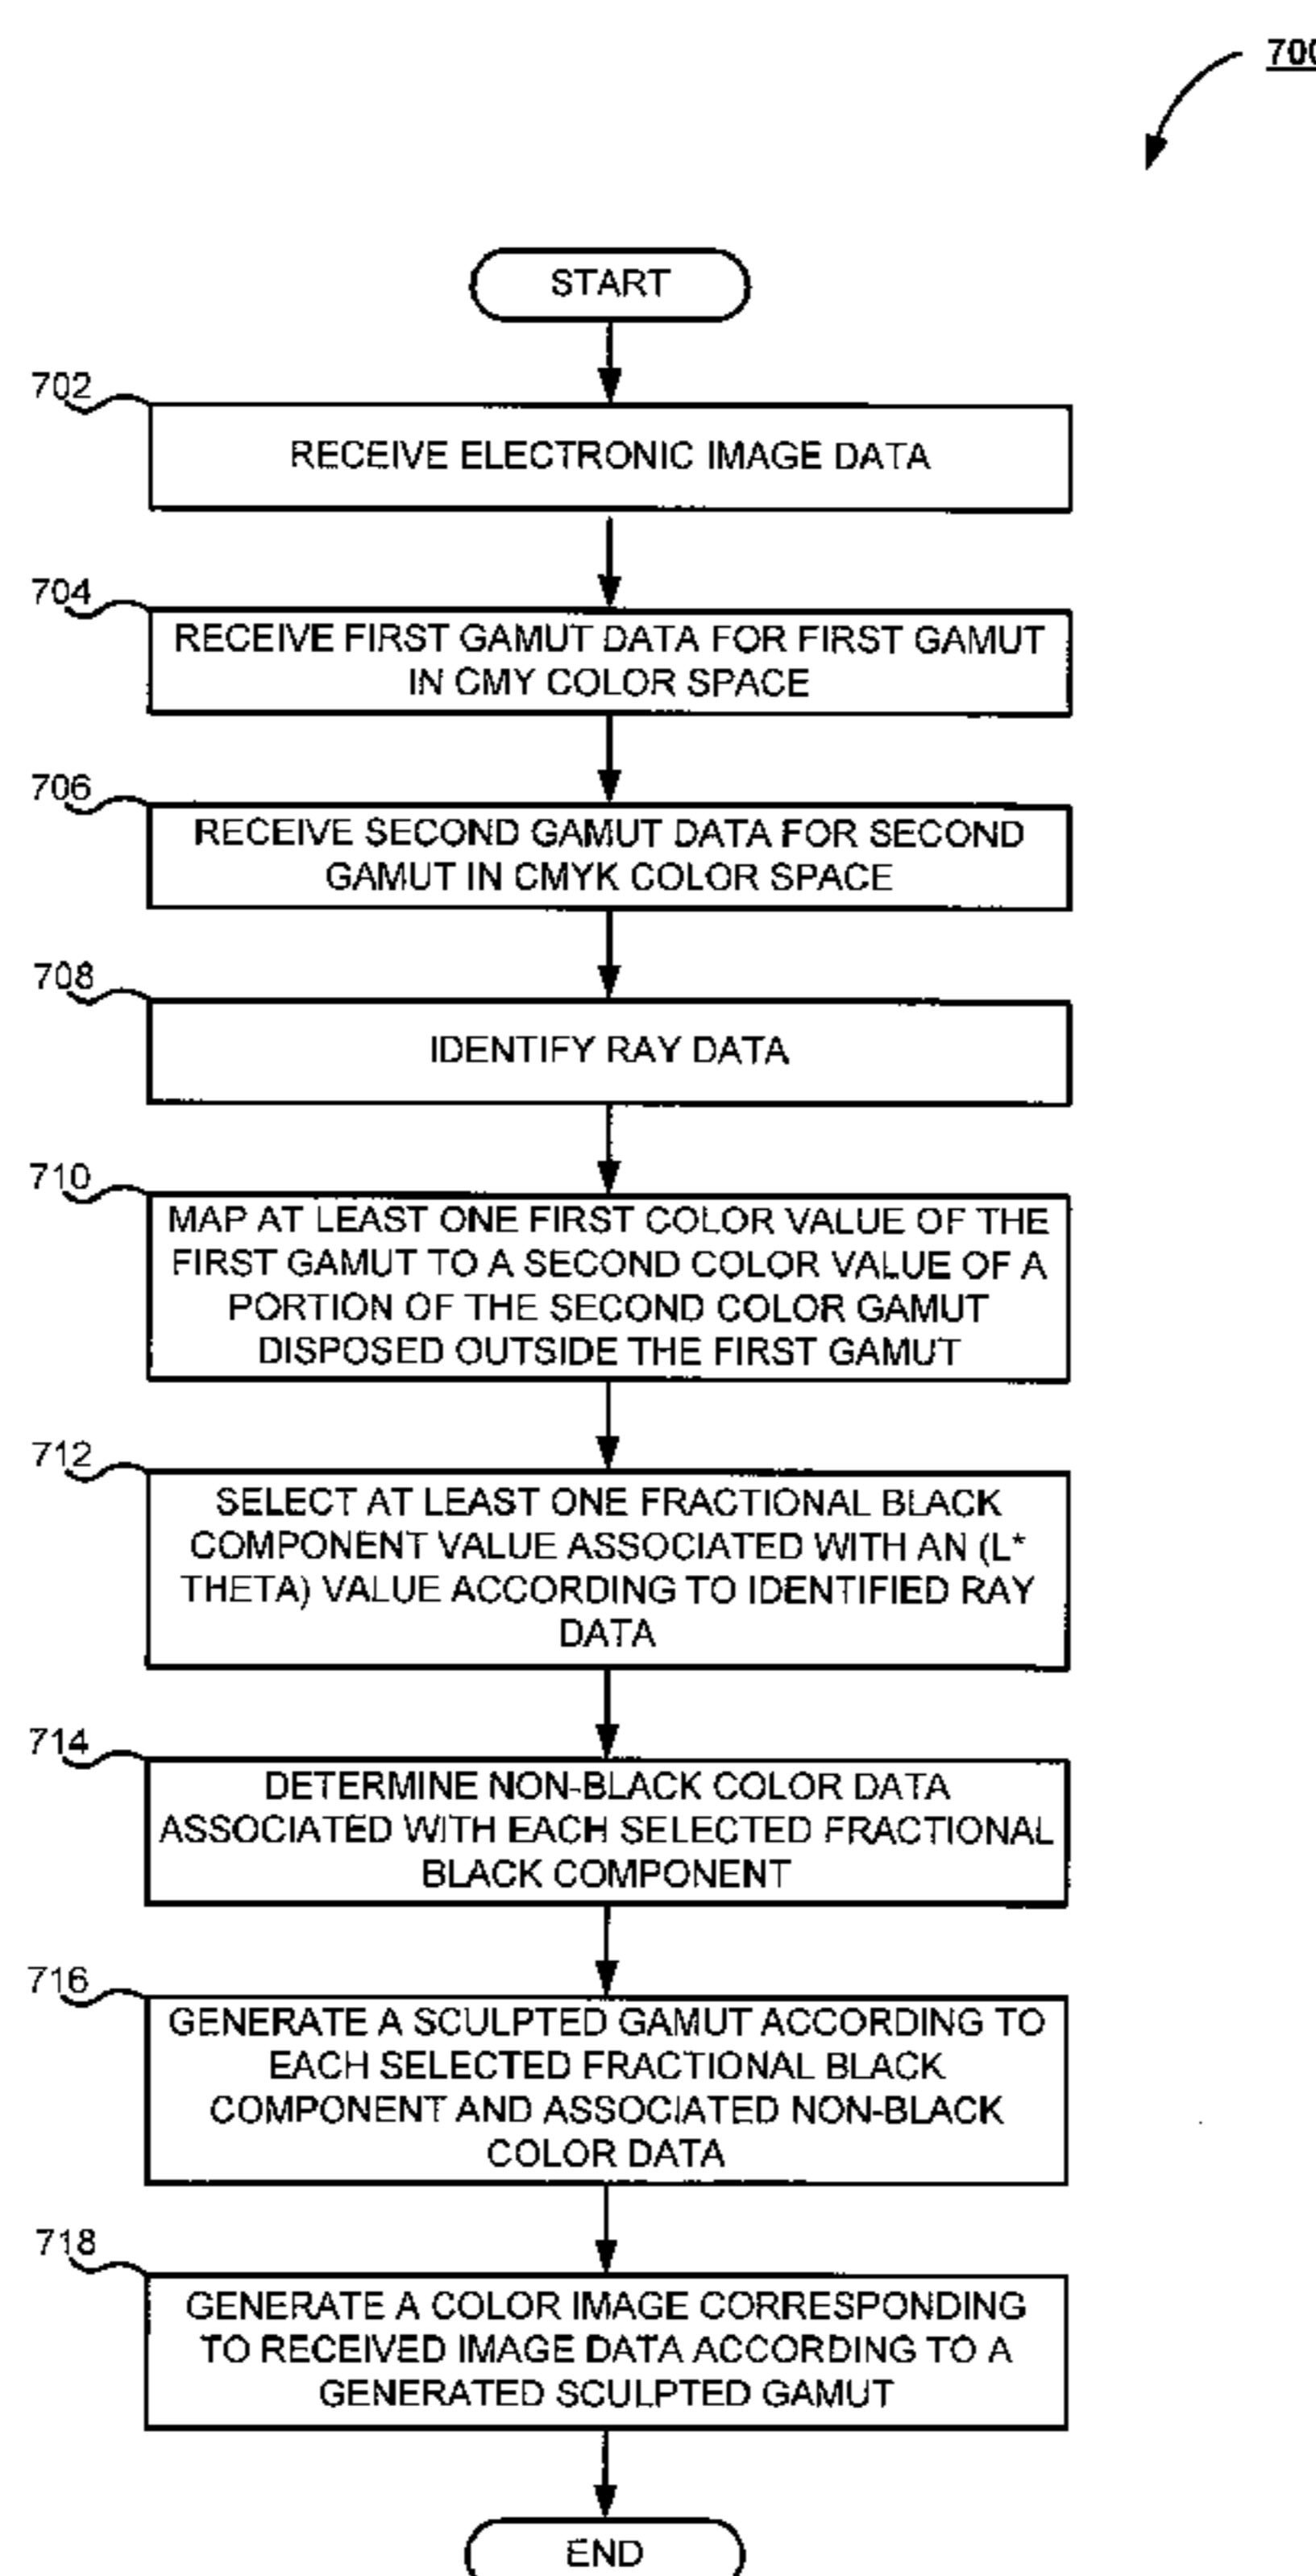 700
START
702
RECEIVE ELECTRONIC IMAGE DATA
704
RECEIVE FIRST GAMUT DATA FOR FIRST GAMUT
IN CMY COLOR SPACE
706
RECEIVE SECOND GAMUT DATA FOR SECOND
GAMUT IN CMYK COLOR SPACE
708
IDENTIFY RAY DATA
710
MAP AT LEAST ONE FIRST COLOR VALUE OF THE
FIRST GAMUT TO A SECOND COLOR VALUE OF A
PORTION OF THE SECOND COLOR GAMUT
DISPOSED OUTSIDE THE FIRST GAMUT
712
SELECT AT LEAST ONE FRACTIONAL BLACK
COMPONENT VALUE ASSOCIATED WITH AN (L*
THETA) VALUE ACCORDING TO IDENTIFIED RAY
DATA
714
DETERMINE NON-BLACK COLOR DATA
ASSOCIATED WITH EACH SELECTED FRACTIONAL
BLACK COMPONENT
716
GENERATE A SCULPTED GAMUT ACCORDING TO
EACH SELECTED FRACTIONAL BLACK
COMPONENT AND ASSOCIATED NON-BLACK
COLOR DATA
718
GENERATE A COLOR IMAGE CORRESPONDING
TO RECEIVED IMAGE DATA ACCORDING TO A
GENERATED SCULPTED GAMUT
END